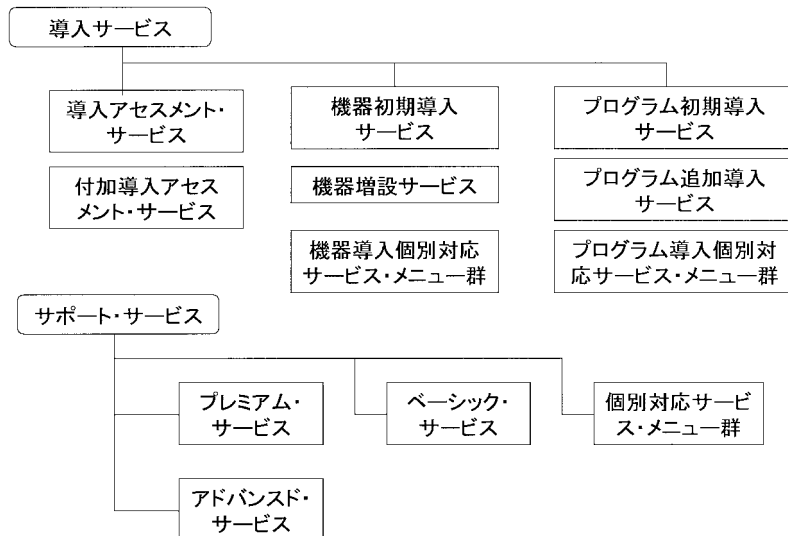 導入サービス
導入アセスメント・
サービス
付加導入アセス
メント・サービス
機器初期導入
サービス
機器増設サービス
機器導入個別対応
サービス・メニュー群
プログラム初期導入
サービス
プログラム追加導入
サービス
プログラム導入個別対
応サービス・メニュー群
サポート・サービス
プレミアム・
サービス
ベーシック・
サービス
個別対応サービ
ス・メニュー群
アドバンスド・
サービス